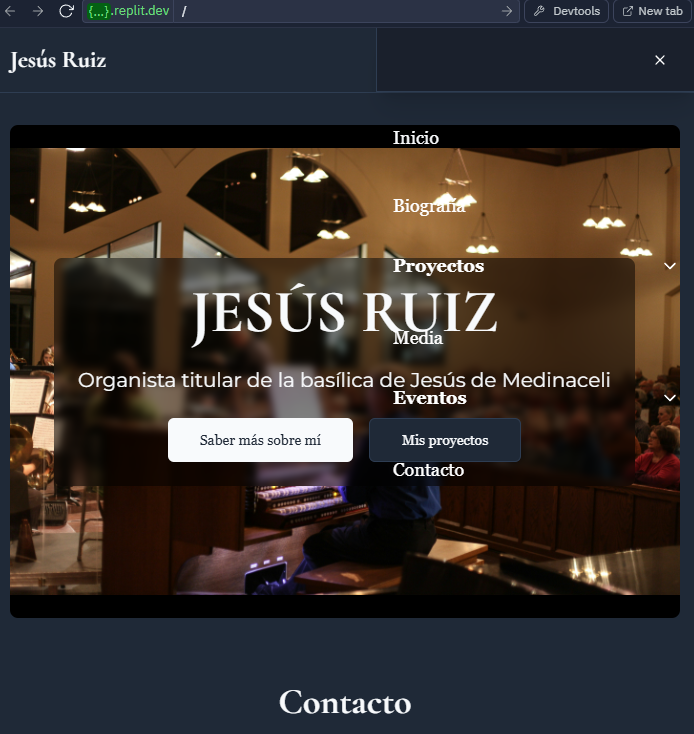 {...}.replit.dev /
Devtools
New tab
Jesús Ruiz
Inicio
Biografía
Proyectos
JESÚS RUIZ
Media
Organista titular de la basílica de Jesús de Medinaceli
Eventos
Saber más sobre mí
Mis proyectos
Contacto
Contacto